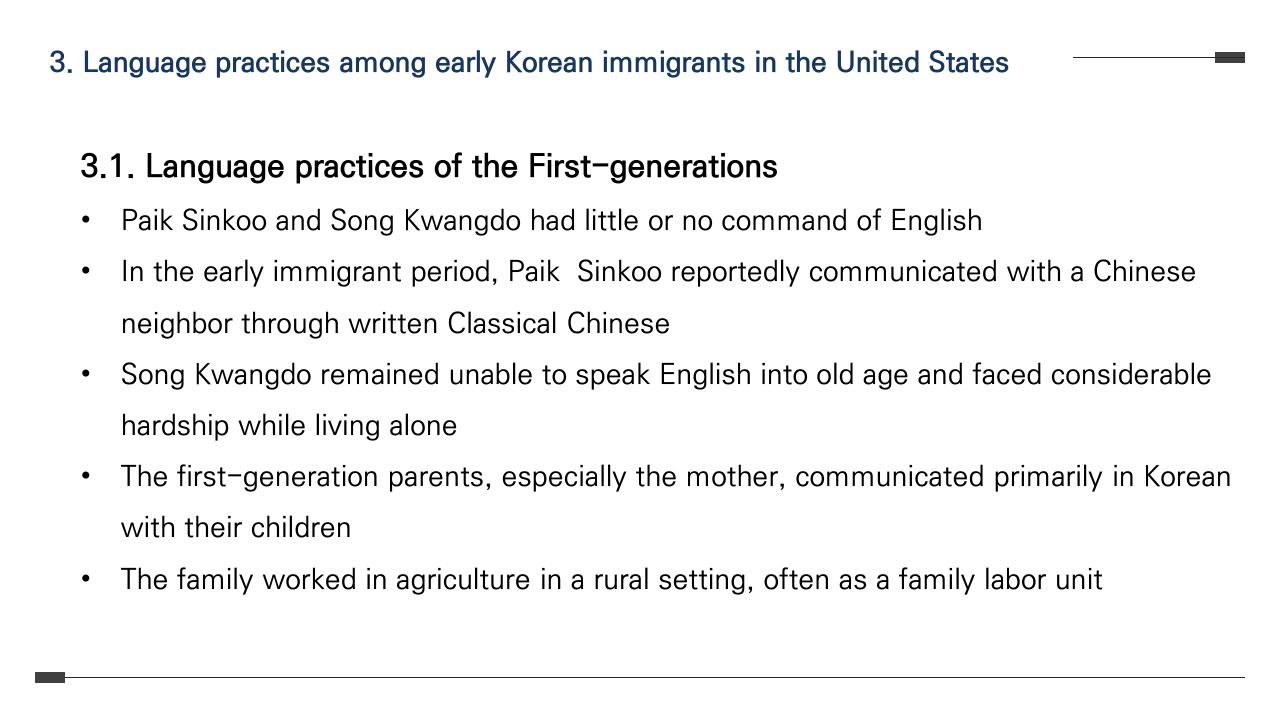 3. Language practices among early Korean immigrants in the United States
3.1. Language practices of the First-generations
• Paik Sinkoo and Song Kwangdo had little or no command of English
• In the early immigrant period, Paik  Sinkoo reportedly communicated with a Chinese
neighbor through written Classical Chinese
• Song Kwangdo remained unable to speak English into old age and faced considerable
hardship while living alone
• The first-generation parents, especially the mother, communicated primarily in Korean
with their children
• The family worked in agriculture in a rural setting, often as a family labor unit